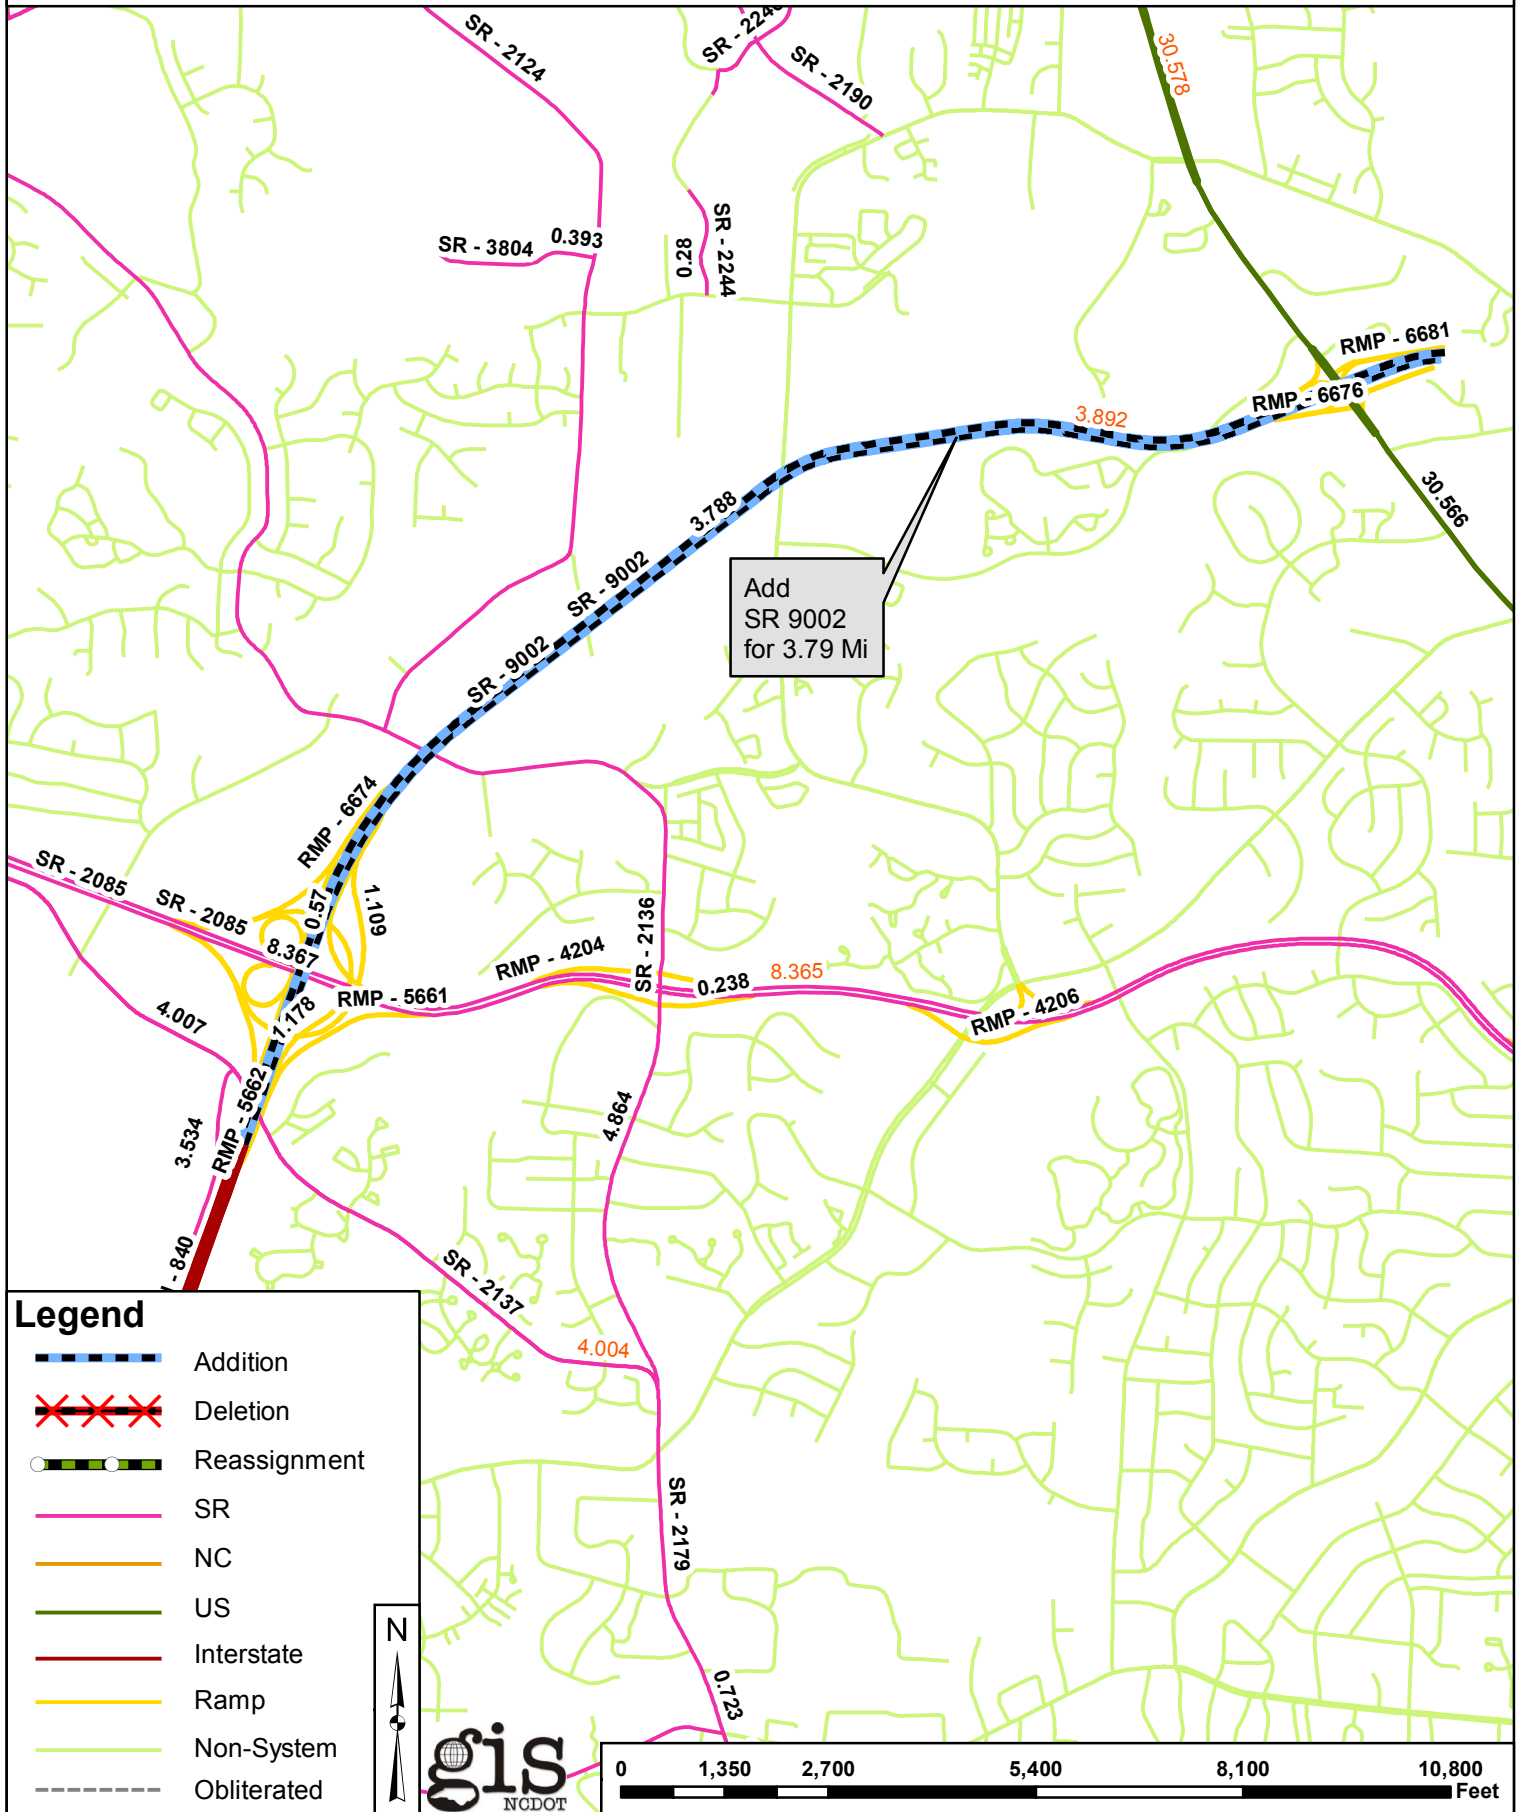 SR - 2124
SR - 2190
30.578
SR - 3804
0.393
0.28
SR - 2244
RMP - 6681
RMP - 6676
3.892
30.566
3.788
SR - 9002
SR - 9002
Add
SR 9002
for 3.79 Mi
RMP - 6674
SR - 2085
SR - 2085
0.57
1.109
8.367
RMP - 4204
SR - 2136
0.238
8.365
RMP - 5661
RMP - 4206
4.007
1.178
RMP - 5662
3.534
4.864
- 840
SR - 2137
4.004
SR - 2179
0.723
Legend
Addition
Deletion
Reassignment
SR
NC
US
Interstate
Ramp
Non-System
Obliterated
N
gis
NCDOT
0 1,350 2,700 5,400 8,100 10,800
Feet